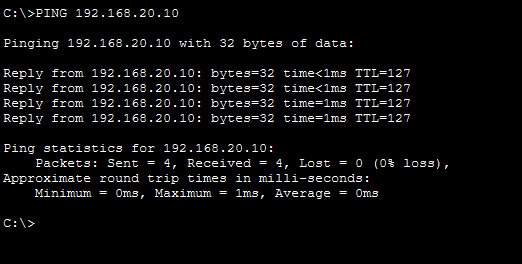 C:\>PING 192.168.20.10
Pinging 192.168.20.10 with 32 bytes of data:
Reply from 192.168.20.10: bytes=32 time<1ms TTL=127
Reply from 192.168.20.10: bytes=32 time<1ms TTL=127
Reply from 192.168.20.10: bytes=32 time=1ms TTL=127
Reply from 192.168.20.10: bytes=32 time=1ms TTL=127
Ping statistics for 192.168.20.10:
    Packets: Sent = 4, Received = 4, Lost = 0 (0% loss),
Approximate round trip times in milli-seconds:
    Minimum = 0ms, Maximum = 1ms, Average = 0ms
C:\>